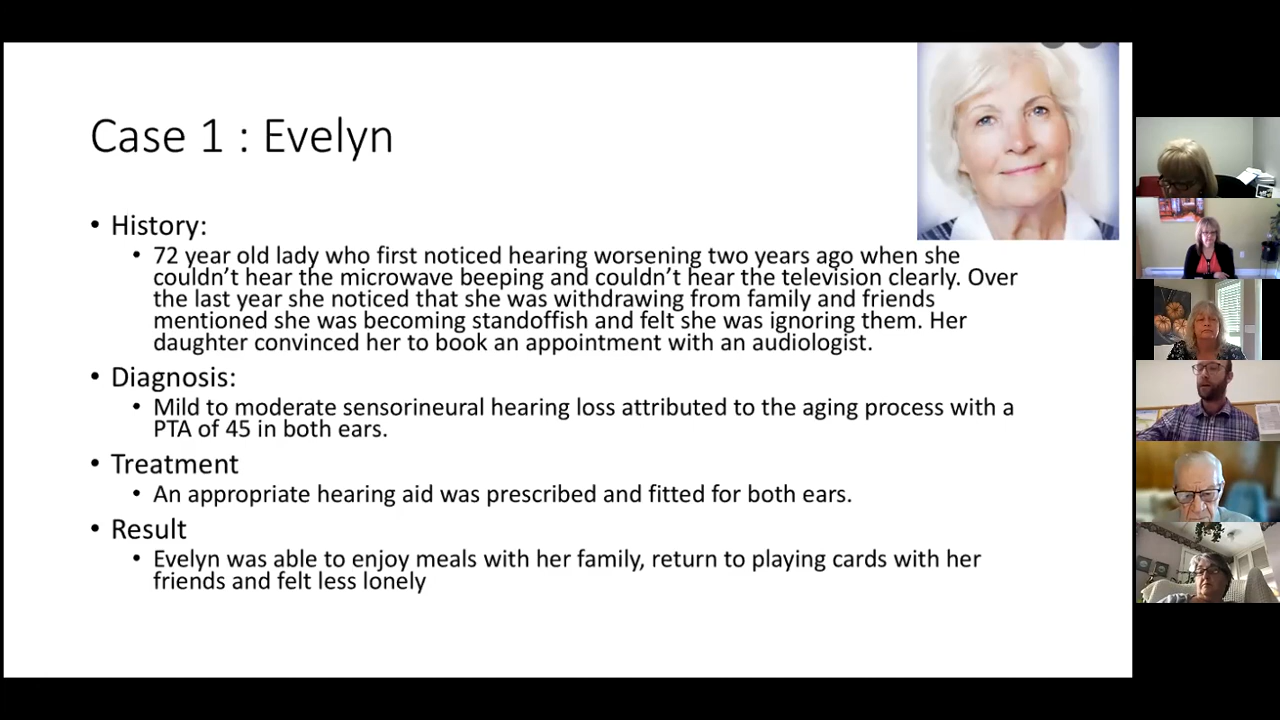 Case 1 : Evelyn
• History:
• 72 year old lady who first noticed hearing worsening two years ago when she
couldn't hear the microwave beeping and couldn't hear the television clearly. Over
the last year she noticed that she was withdrawing from family and friends
mentioned she was becoming standoffish and felt she was ignoring them. Her
daughter convinced her to book an appointment with an audiologist.
• Diagnosis:
• Mild to moderate sensorineural hearing loss attributed to the aging process with a
PTA of 45 in both ears.
• Treatment
• An appropriate hearing aid was prescribed and fitted for both ears.
• Result
• Evelyn was able to enjoy meals with her family, return to playing cards with her
friends and felt less lonely